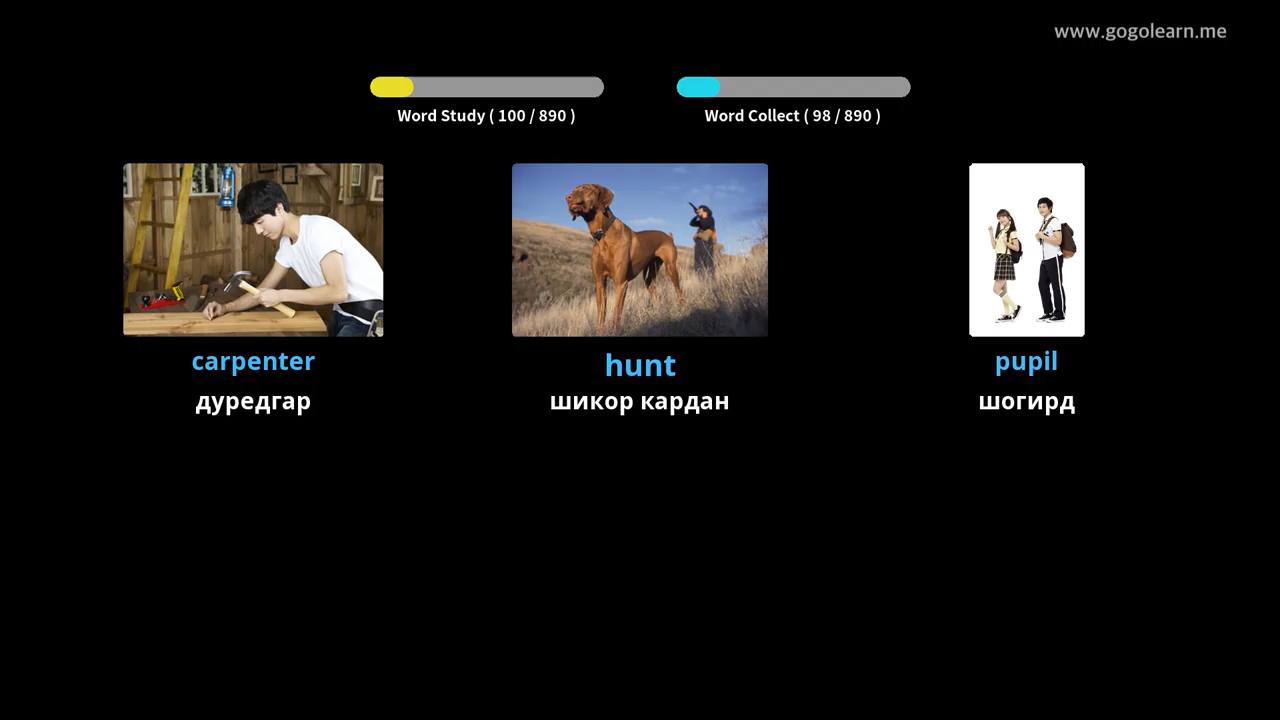 www.gogolearn.me
Word Study ( 100 / 890 )
Word Collect ( 98 / 890 )
carpenter
дуредгар
hunt
шикор кардан
pupil
шогирд